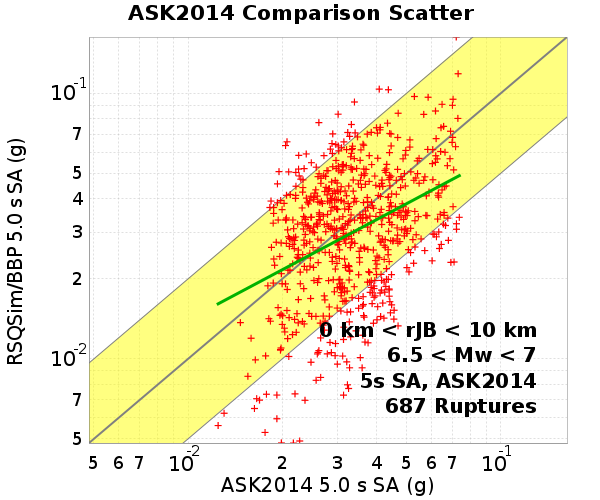 ASK2014 Comparison Scatter
RSQSim/BBP 5.0 s SA (g)
10^-1
7
5
4
3
2
10^-2
7
5
0 km < rJB < 10 km
6.5 < Mw < 7
5s SA, ASK2014
687 Ruptures
5 6 7 10^-2 2 3 4 5 6 7 10^-1
ASK2014 5.0 s SA (g)